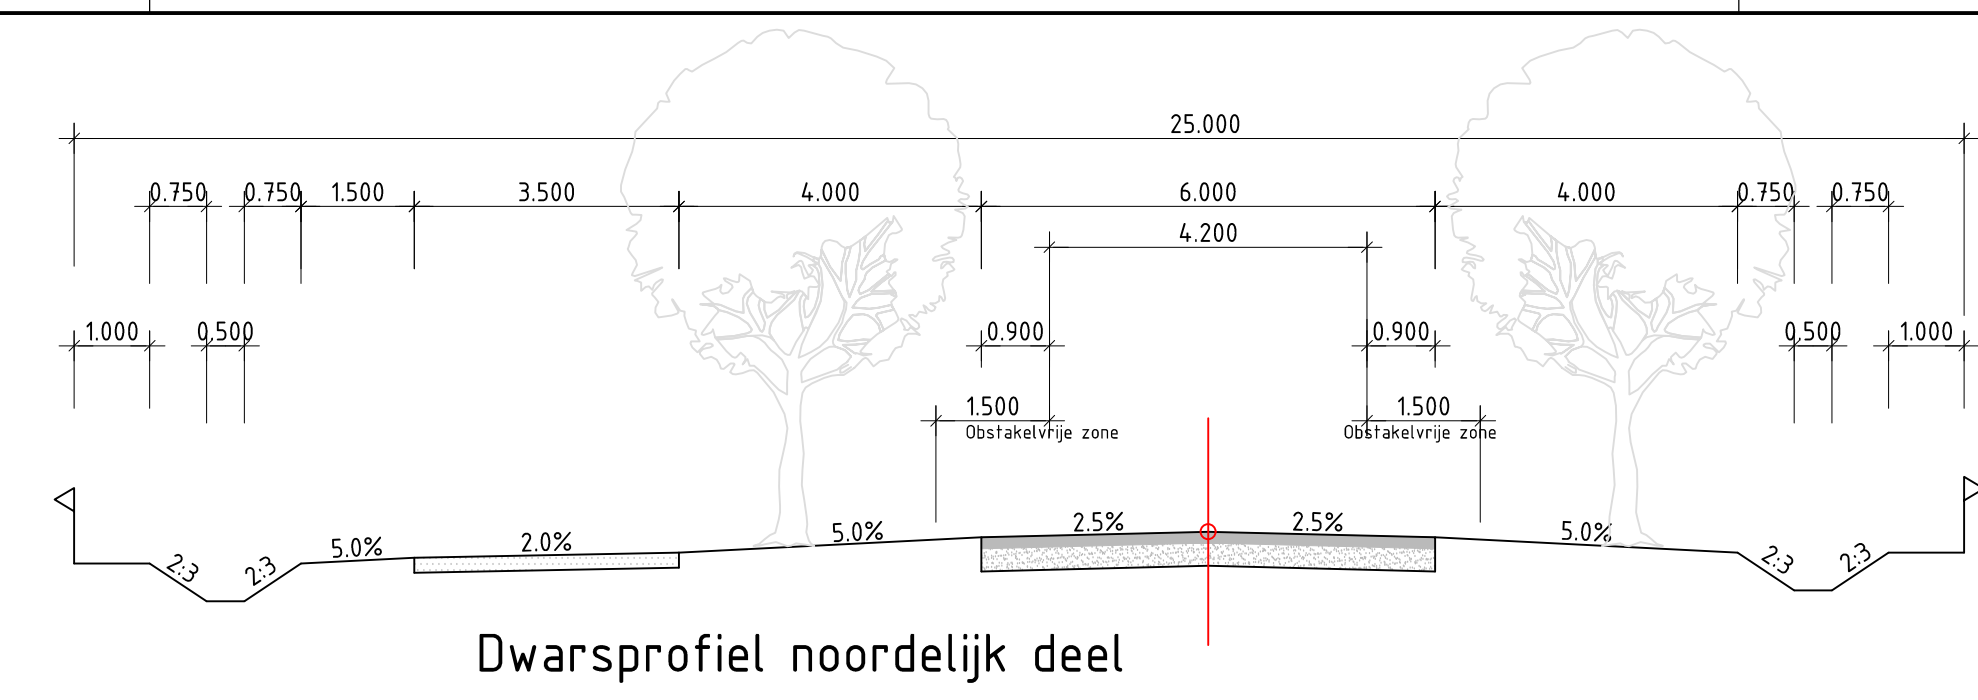 25.000
0.750 0.750 1.500 3.500 4.000 6.000 4.000 0.750 0.750
4.200
1.000 0.500 0.900 0.900 0.500 1.000
1.500 1.500
Obstakelvrije zone Obstakelvrije zone
2:3 2:3 5.0% 2.0% 5.0% 2.5% 2.5% 5.0% 2:3 2:3
Dwarsprofiel noordelijk deel